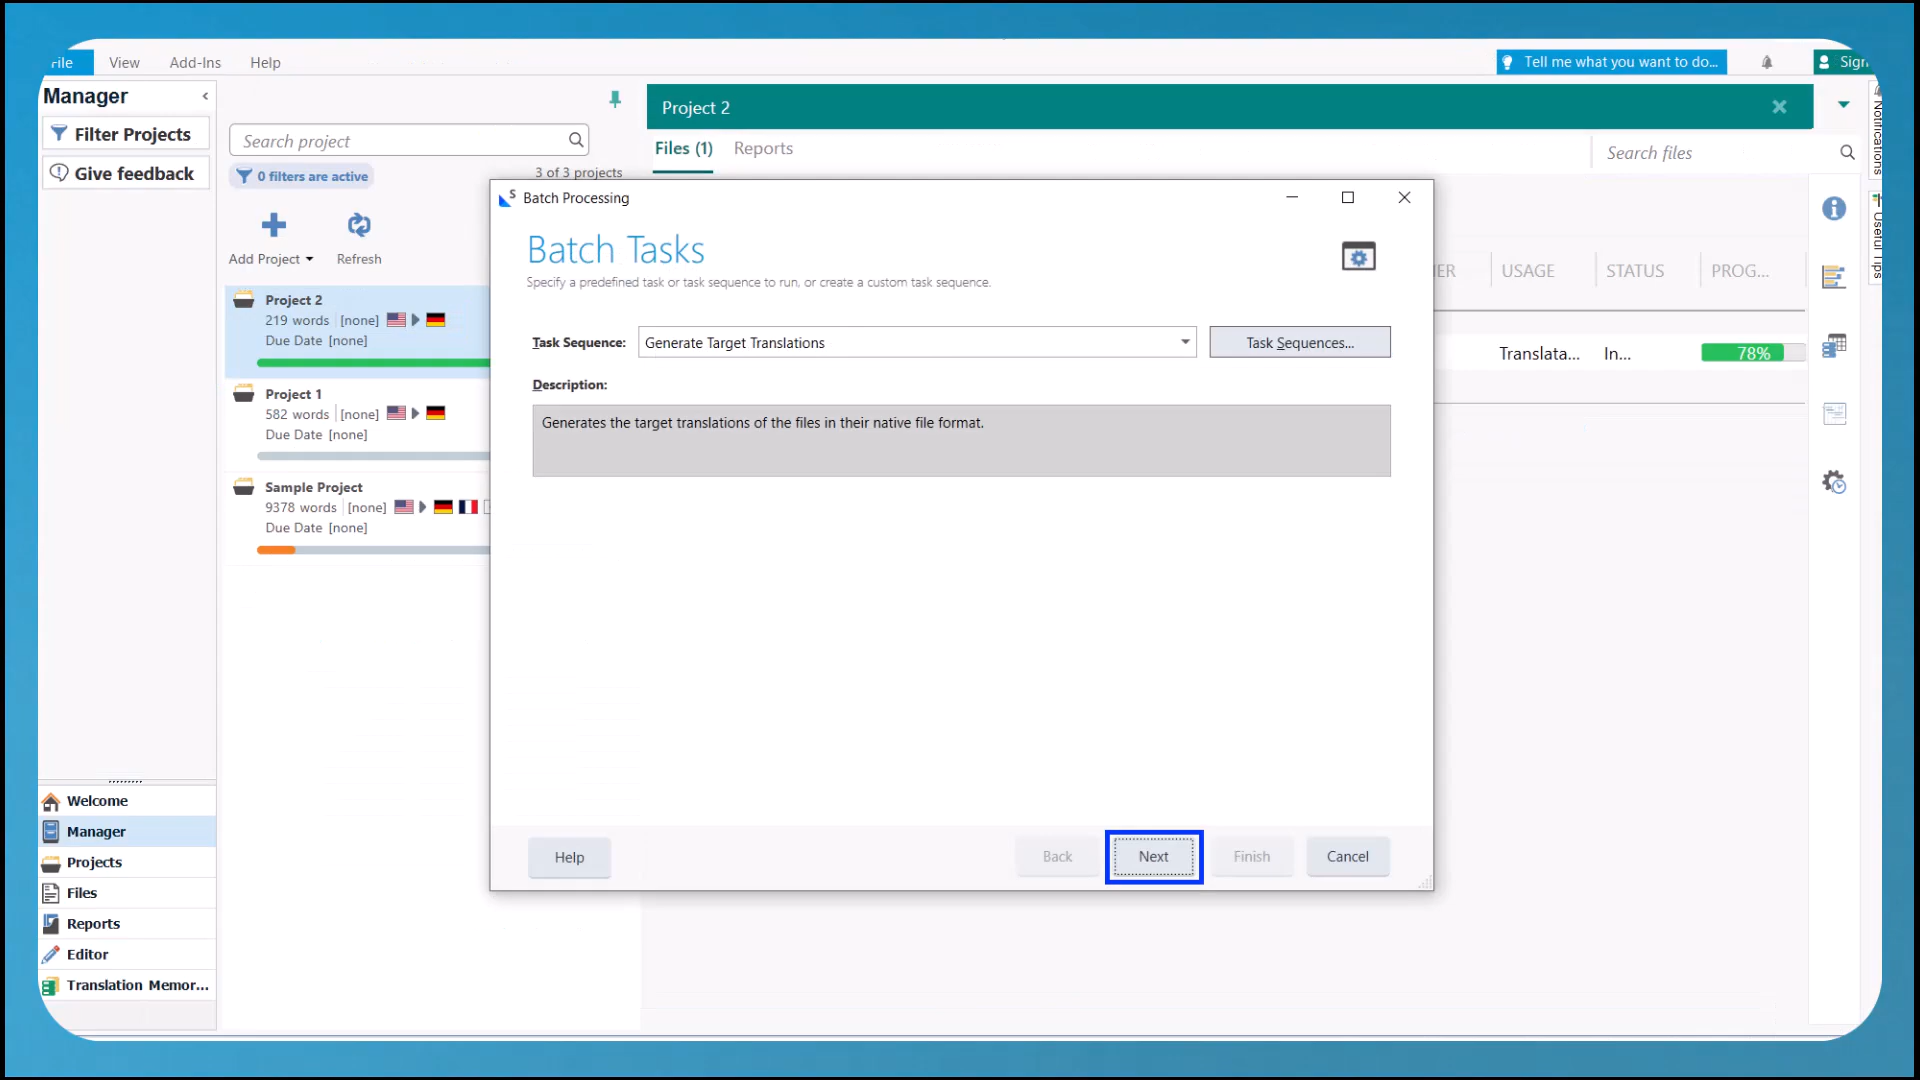 File View Add-Ins Help
Tell me what you want to do...
Sign
Manager
Filter Projects
Give feedback
Search project
0 filters are active
3 of 3 projects
Add Project Refresh
Project 2
219 words [none]
Due Date [none]
Project 1
582 words [none]
Due Date [none]
Sample Project
9378 words [none]
Due Date [none]
Welcome
Manager
Projects
Files
Reports
Editor
Translation Memor...
Project 2
Files (1) Reports
Search files
USAGE STATUS PROG...
Translata... In... 78%
Notifications
Useful Tips
S Batch Processing
Batch Tasks
Specify a predefined task or task sequence to run, or create a custom task sequence.
Task Sequence: Generate Target Translations Task Sequences...
Description:
Generates the target translations of the files in their native file format.
Help Back Next Finish Cancel